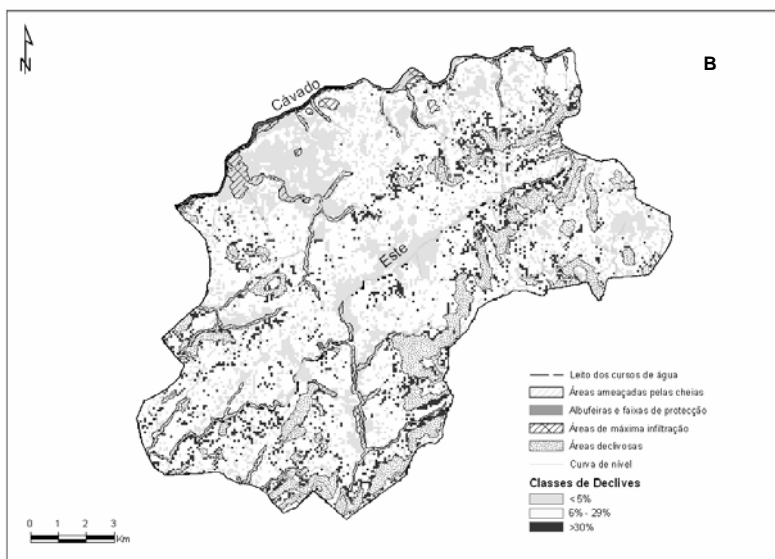 N
B
Cávado
Este
Leito dos cursos de água
Áreas ameaçadas pelas cheias
Albufeiras e faixas de protecção
Áreas de máxima infiltração
Áreas declivosas
Curva de nível
Classes de Declives
<5%
6% - 29%
>30%
0 1 2 3
Km